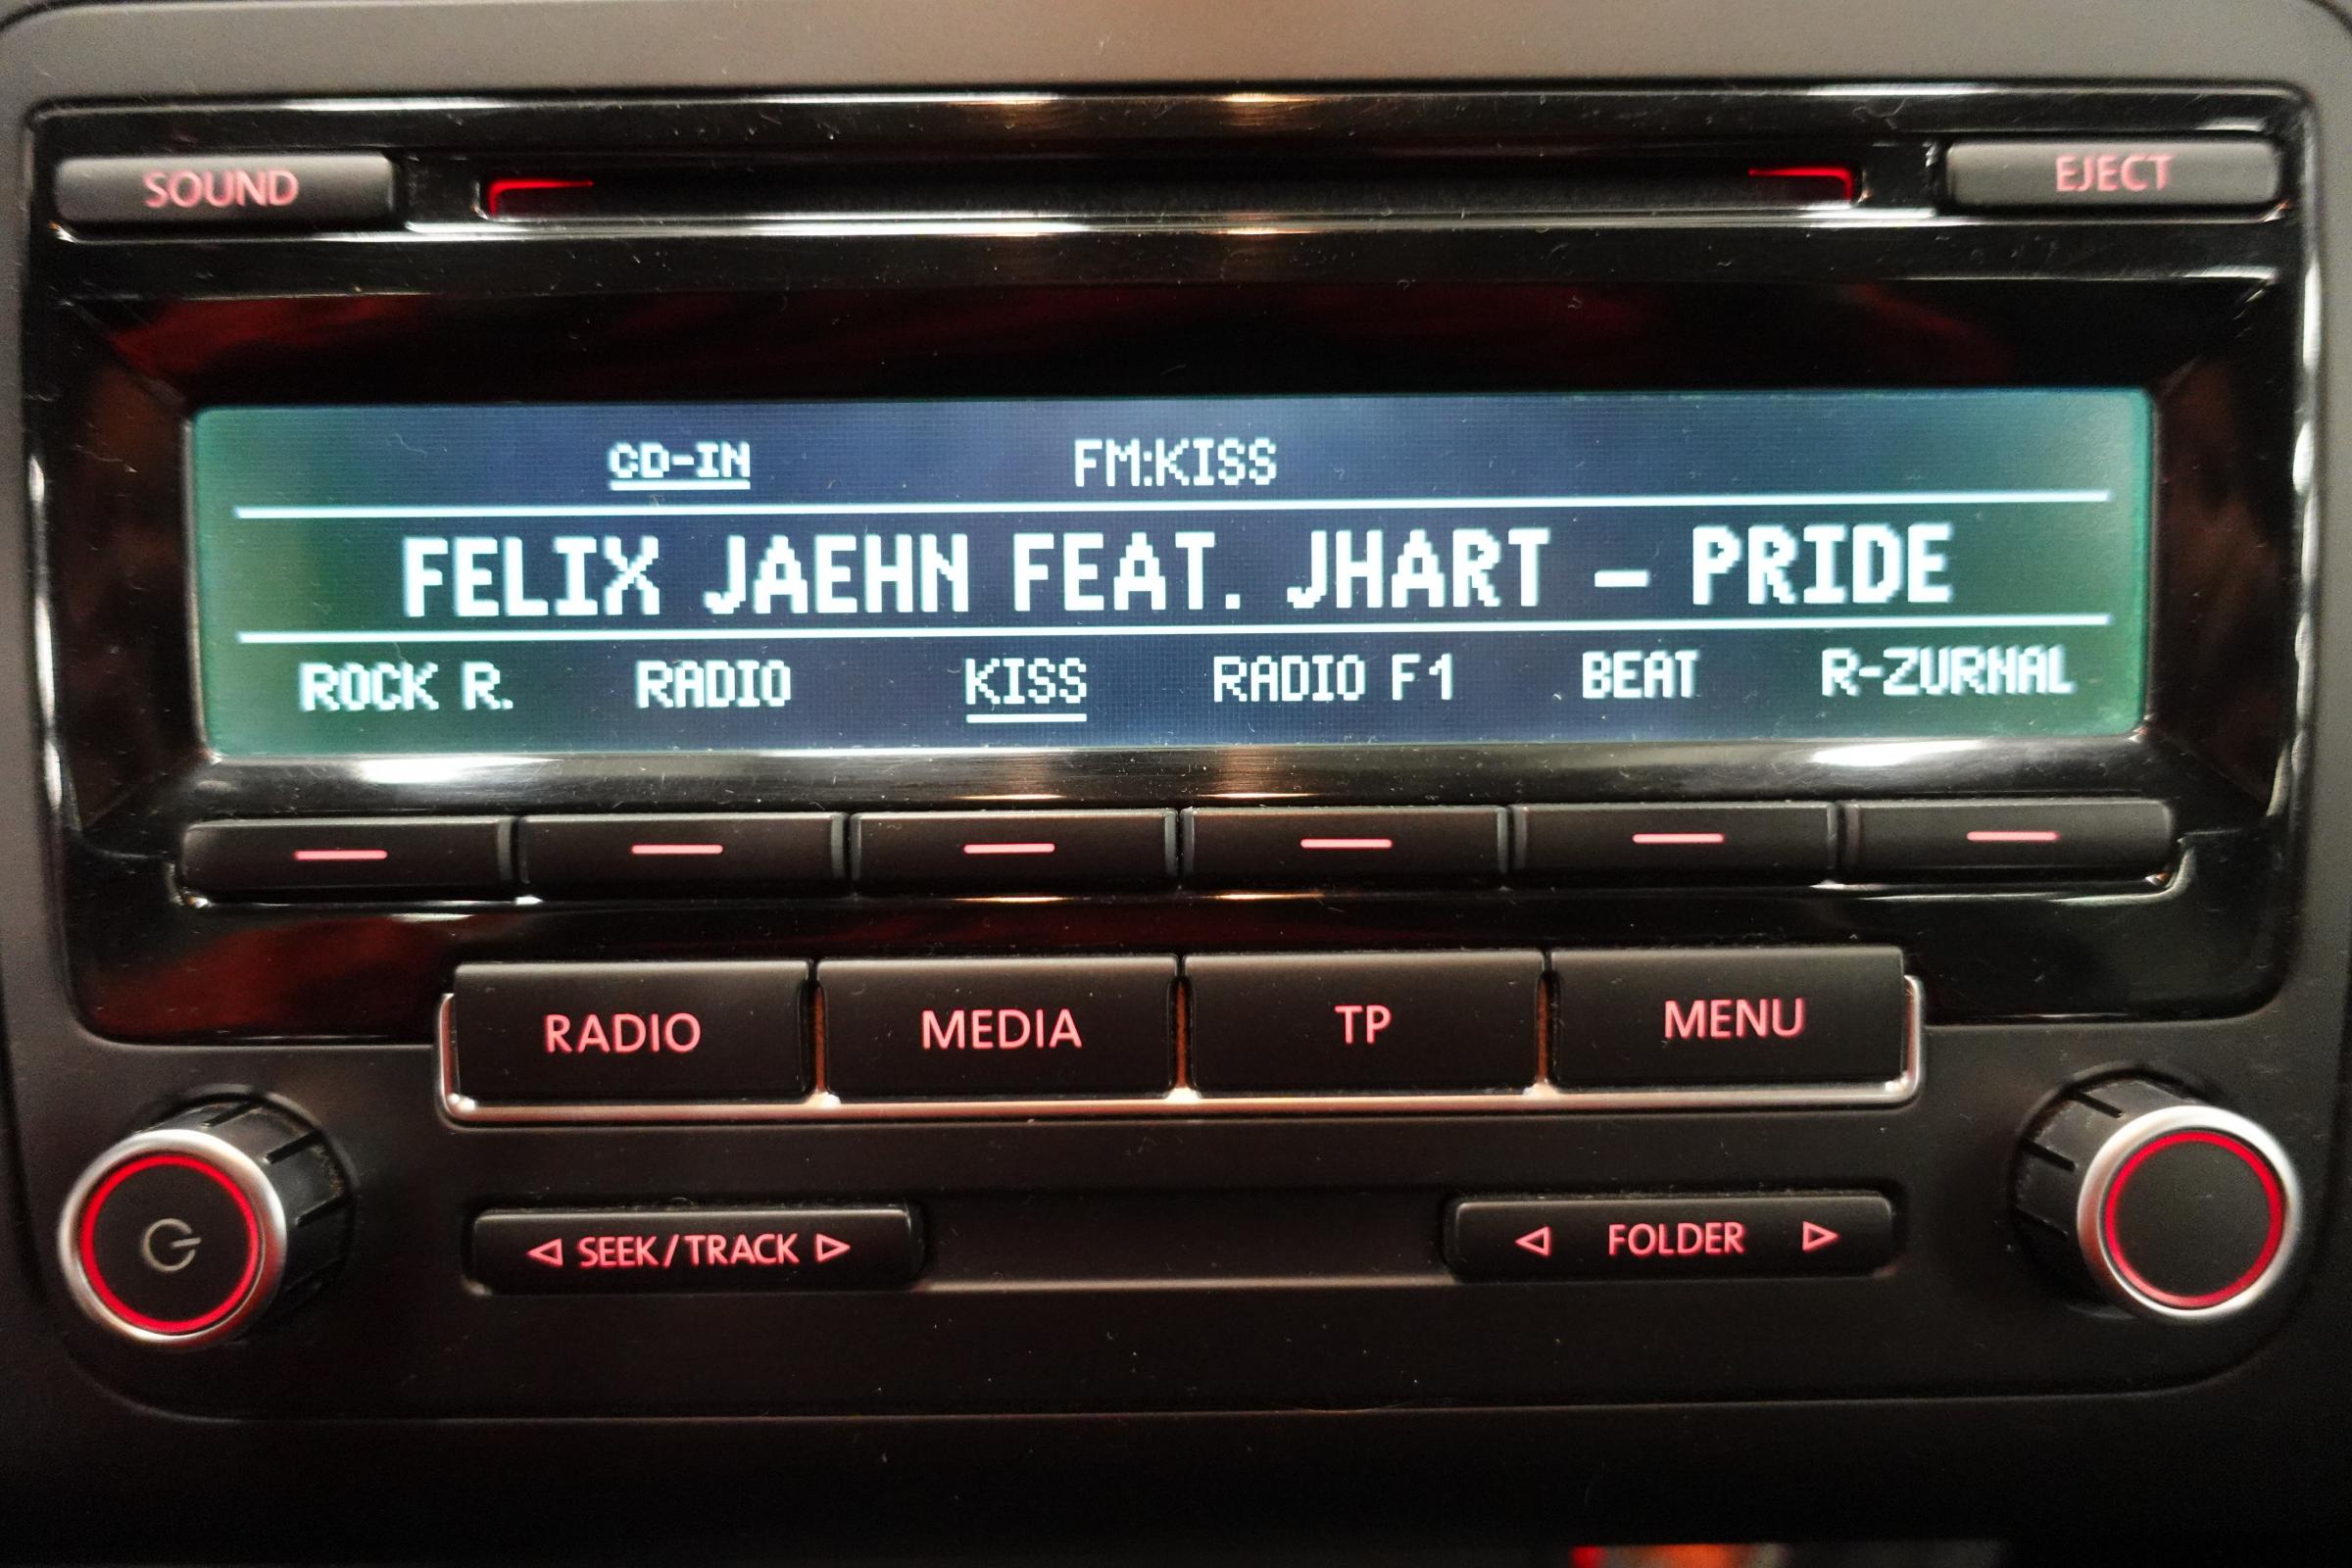 SOUND EJECT
CD-IN FM:KISS
FELIX JAEHN FEAT. JHART - PRIDE
ROCK R. RADIO KISS RADIO F1 BEAT R-ZURNAL
RADIO MEDIA TP MENU
SEEK/TRACK FOLDER